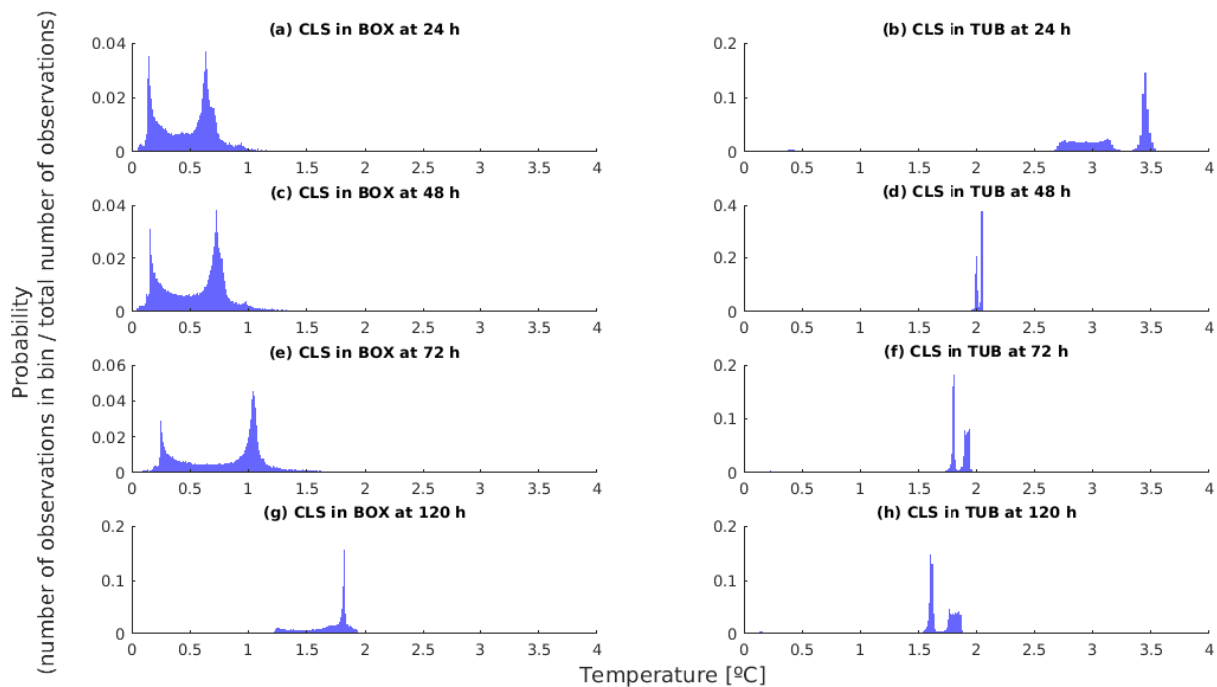 Probability
(number of observations in bin / total number of observations)
(a) CLS in BOX at 24 h
0.04
0.02
0
0 0.5 1 1.5 2 2.5 3 3.5 4
(b) CLS in TUB at 24 h
0.2
0.1
0
0 0.5 1 1.5 2 2.5 3 3.5 4
(c) CLS in BOX at 48 h
0.04
0.02
0
0 0.5 1 1.5 2 2.5 3 3.5 4
(d) CLS in TUB at 48 h
0.4
0.2
0
0 0.5 1 1.5 2 2.5 3 3.5 4
(e) CLS in BOX at 72 h
0.06
0.04
0.02
0
0 0.5 1 1.5 2 2.5 3 3.5 4
(f) CLS in TUB at 72 h
0.2
0.1
0
0 0.5 1 1.5 2 2.5 3 3.5 4
(g) CLS in BOX at 120 h
0.2
0.1
0
0 0.5 1 1.5 2 2.5 3 3.5 4
(h) CLS in TUB at 120 h
0.2
0.1
0
0 0.5 1 1.5 2 2.5 3 3.5 4
Temperature [ºC]